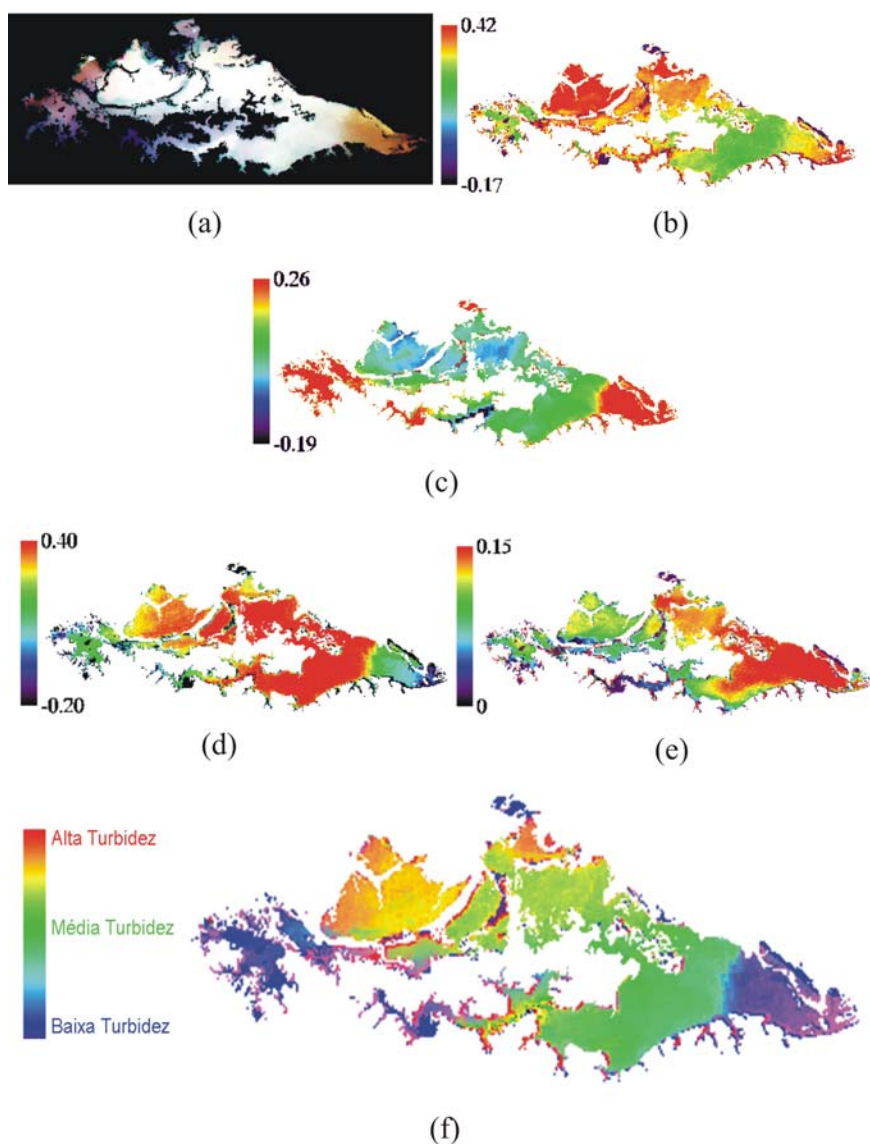 0.42
-0.17
(a)
(b)
0.26
-0.19
(c)
0.40
-0.20
0.15
0
(d)
(e)
Alta Turbidez
Média Turbidez
Baixa Turbidez
(f)